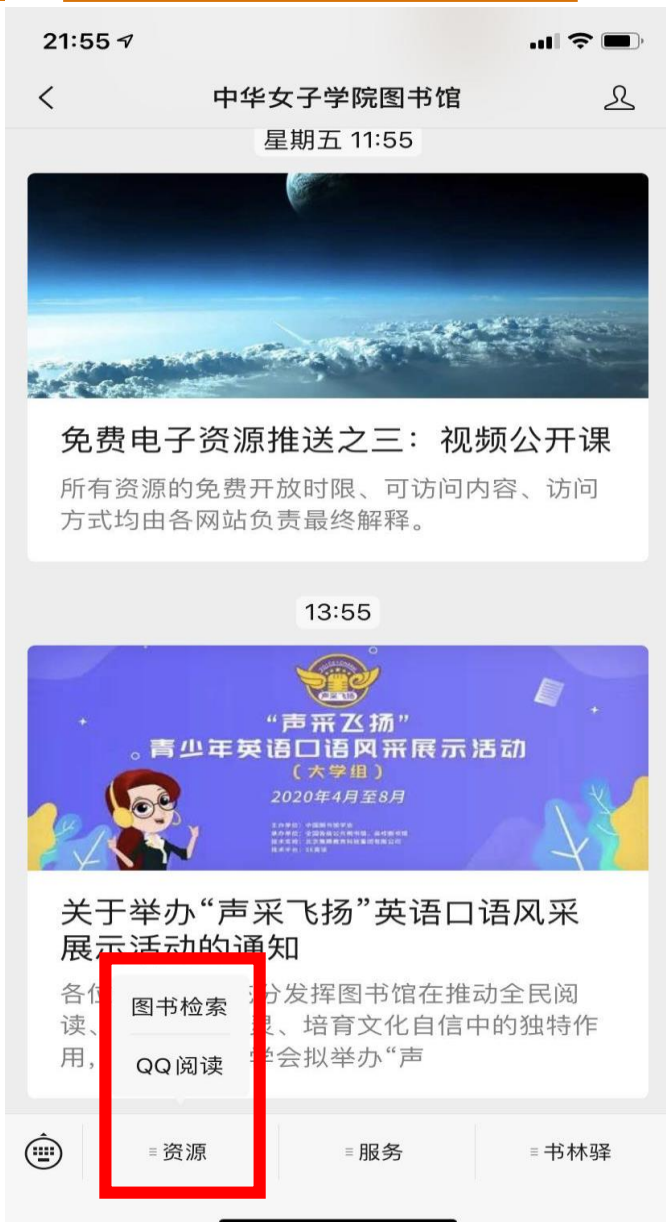 21:55
中华女子学院图书馆
星期五 11:55
免费电子资源推送之三：视频公开课
所有资源的免费开放时限、可访问内容、访问
方式均由各网站负责最终解释。
13:55
“声采飞扬”
青少年英语口语风采展示活动
（大学组）
2020年4月至8月
关于举办“声采飞扬”英语口语风采
展示活动的通知
各位 分发挥图书馆在推动全民阅
读、 灵、培育文化自信中的独特作
用， 学会拟举办“声
图书检索
QQ阅读
资源
服务
书林驿